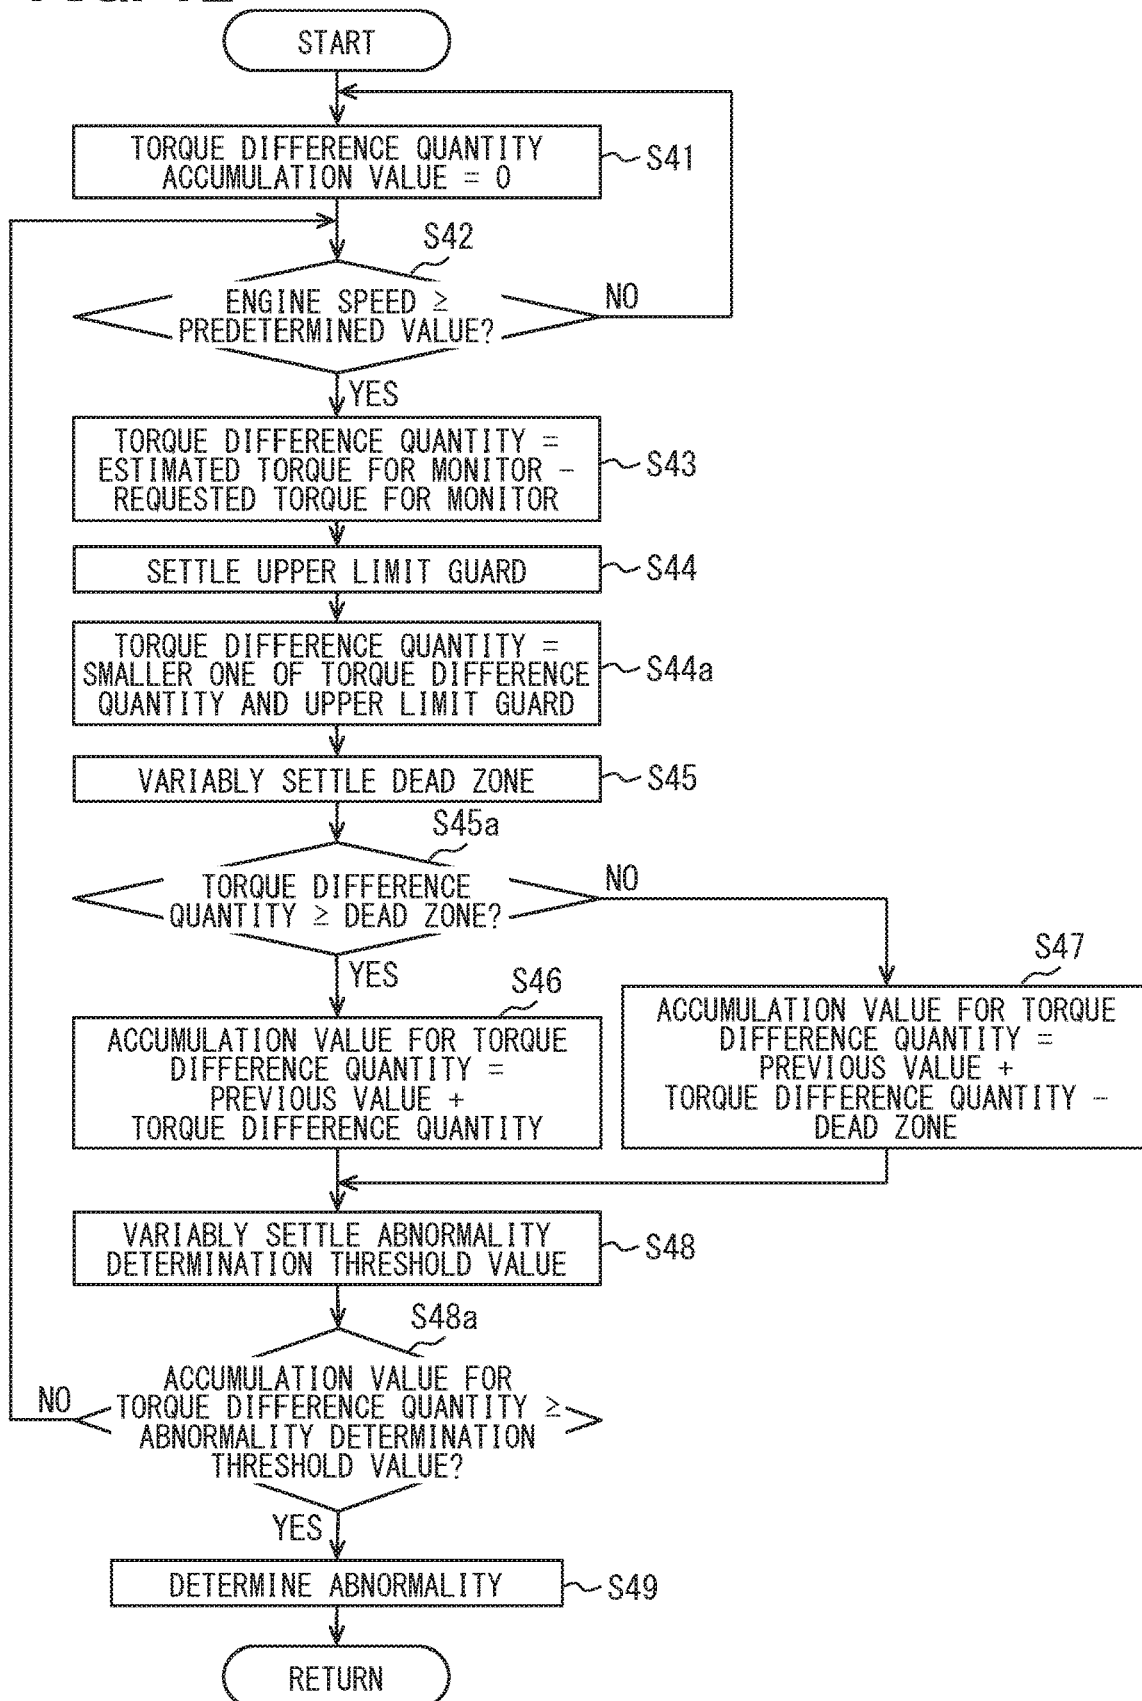 START
TORQUE DIFFERENCE QUANTITY
ACCUMULATION VALUE = 0
S41
S42
ENGINE SPEED ≥
PREDETERMINED VALUE?
NO
YES
TORQUE DIFFERENCE QUANTITY =
ESTIMATED TORQUE FOR MONITOR -
REQUESTED TORQUE FOR MONITOR
S43
SETTLE UPPER LIMIT GUARD
S44
TORQUE DIFFERENCE QUANTITY =
SMALLER ONE OF TORQUE DIFFERENCE
QUANTITY AND UPPER LIMIT GUARD
S44a
VARIABLY SETTLE DEAD ZONE
S45
S45a
TORQUE DIFFERENCE
QUANTITY ≥ DEAD ZONE?
NO
YES
S46
ACCUMULATION VALUE FOR TORQUE
DIFFERENCE QUANTITY =
PREVIOUS VALUE +
TORQUE DIFFERENCE QUANTITY
S47
ACCUMULATION VALUE FOR TORQUE
DIFFERENCE QUANTITY =
PREVIOUS VALUE +
TORQUE DIFFERENCE QUANTITY -
DEAD ZONE
VARIABLY SETTLE ABNORMALITY
DETERMINATION THRESHOLD VALUE
S48
S48a
ACCUMULATION VALUE FOR
TORQUE DIFFERENCE QUANTITY ≥
ABNORMALITY DETERMINATION
THRESHOLD VALUE?
NO
YES
DETERMINE ABNORMALITY
S49
RETURN